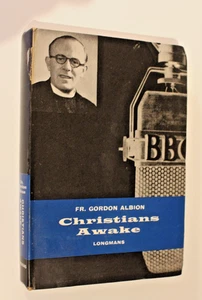 BBC
FR. GORDON ALBION
Christians
Awake
LONGMANS